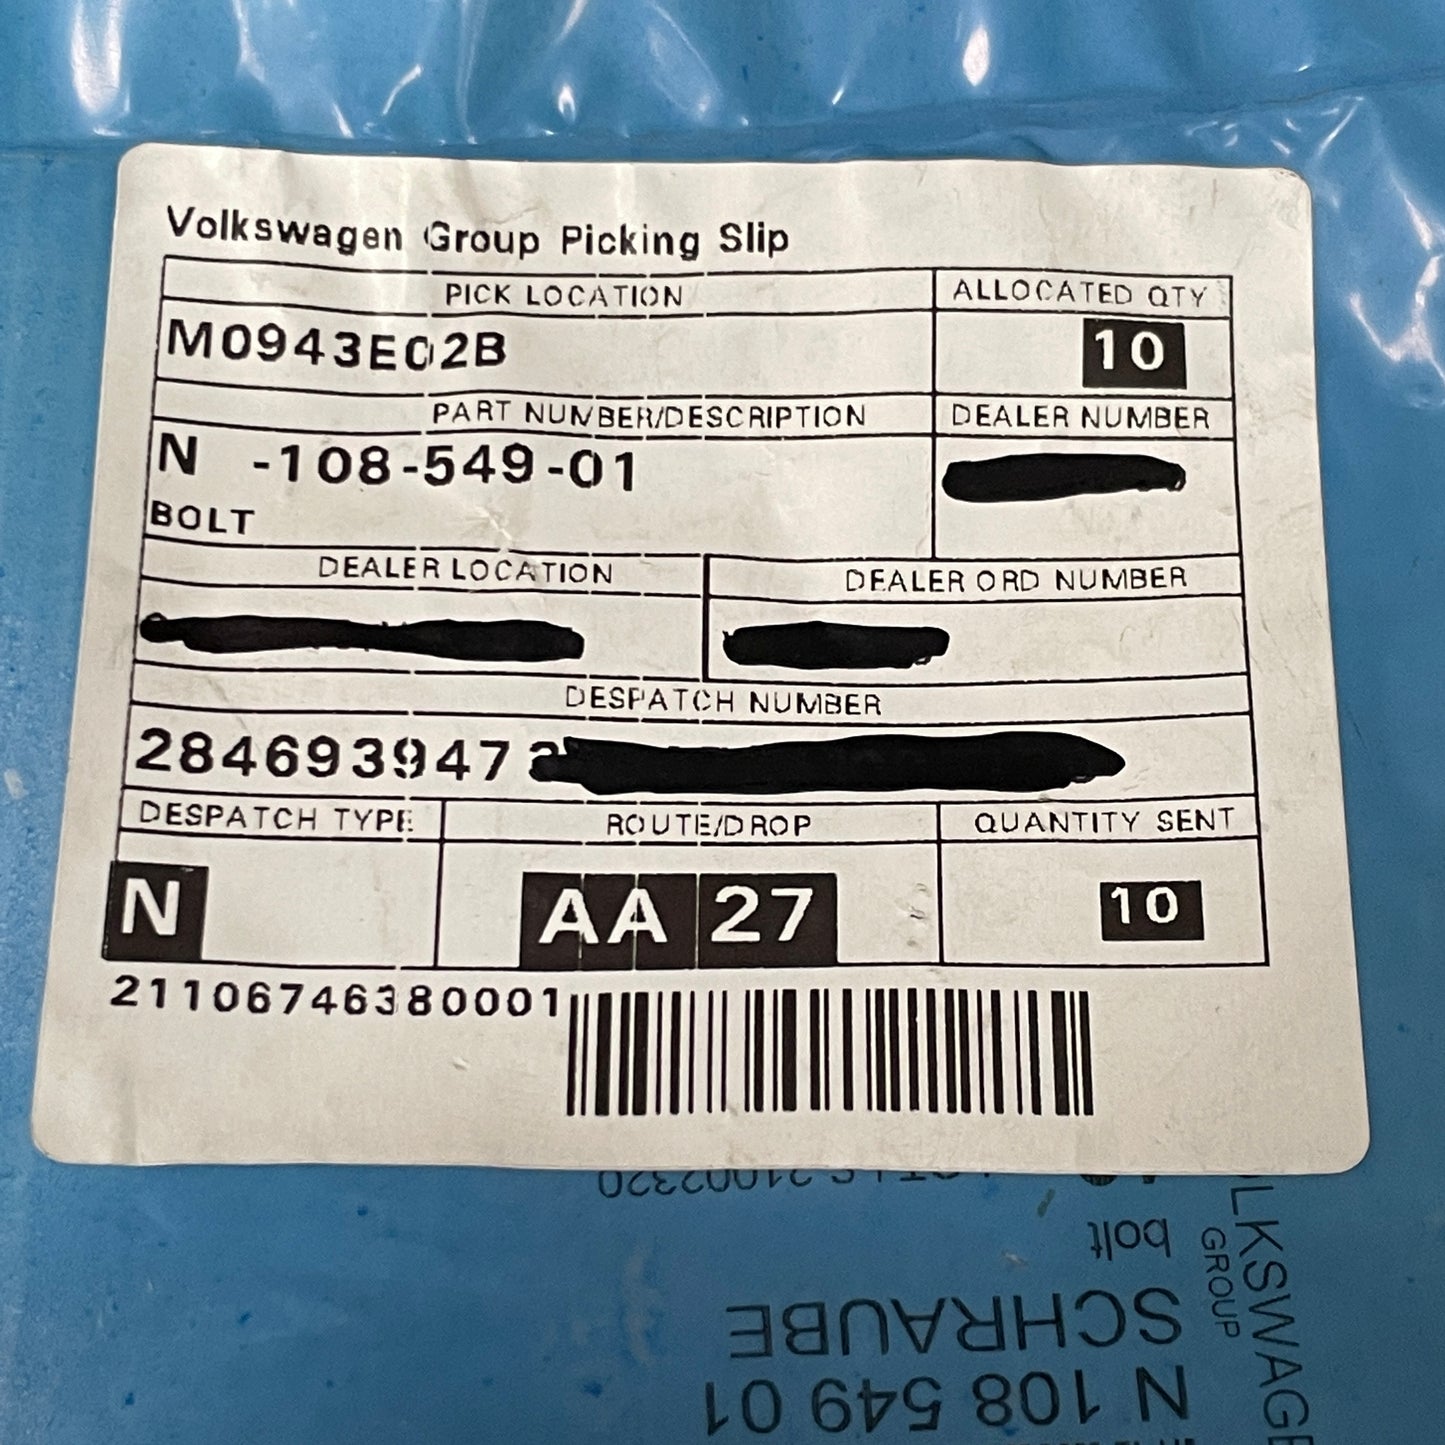 Volkswagen Group Picking Slip
PICK LOCATION ALLOCATED QTY
M0943E02B 10
PART NUMBER/DESCRIPTION DEALER NUMBER
N -108-549-01
BOLT
DEALER LOCATION DEALER ORD NUMBER
DESPATCH NUMBER
2846939473
DESPATCH TYPE ROUTE/DROP QUANTITY SENT
N AA 27 10
21106746380001
N 108 549 01
SCHRAUBE
bolt
GROUP